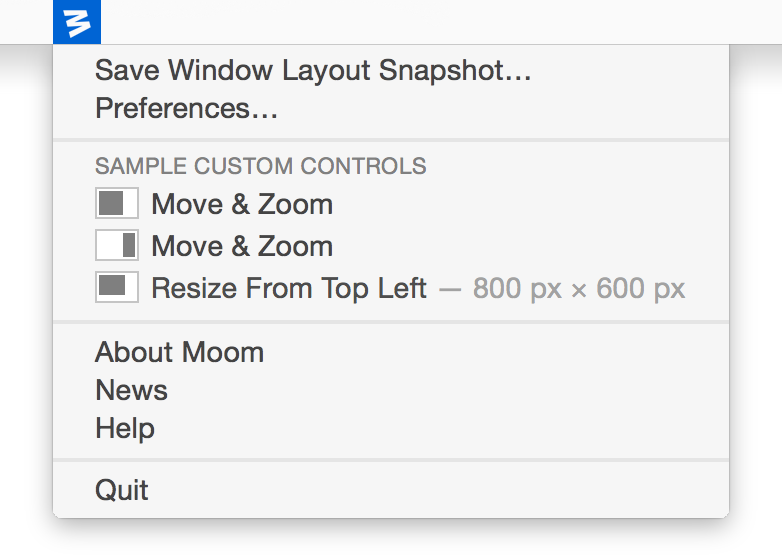 Save Window Layout Snapshot…
Preferences…
SAMPLE CUSTOM CONTROLS
Move & Zoom
Move & Zoom
Resize From Top Left — 800 px × 600 px
About Moom
News
Help
Quit